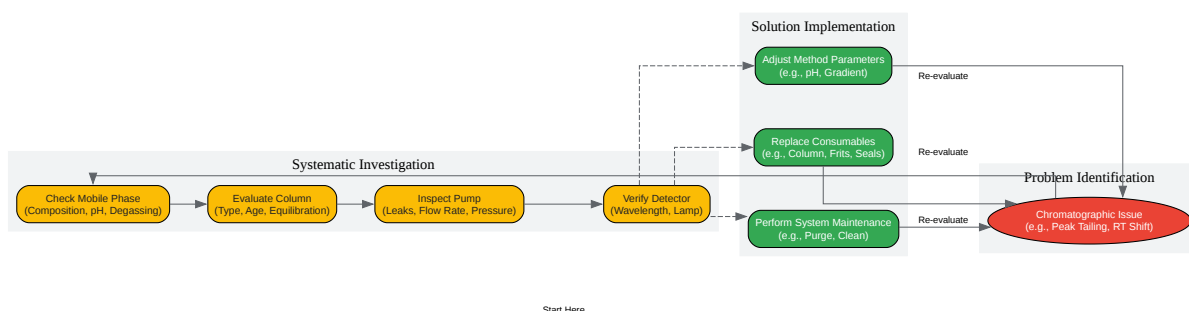 Solution Implementation
Adjust Method Parameters
(e.g., pH, Gradient)
Re-evaluate
Replace Consumables
(e.g., Column, Frits, Seals)
Re-evaluate
Systematic Investigation
Check Mobile Phase
(Composition, pH, Degassing)
Evaluate Column
(Type, Age, Equilibration)
Inspect Pump
(Leaks, Flow Rate, Pressure)
Verify Detector
(Wavelength, Lamp)
Perform System Maintenance
(e.g., Purge, Clean)
Re-evaluate
Problem Identification
Chromatographic Issue
(e.g., Peak Tailing, RT Shift)
Start Here